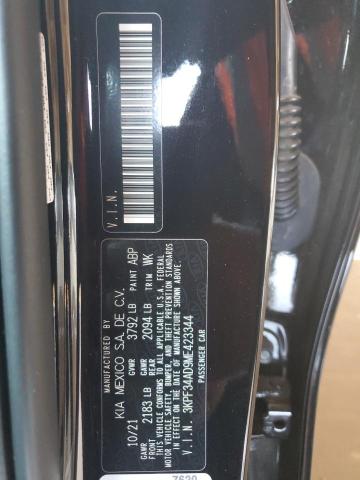 MANUFACTURED BY
KIA MEXICO S.A. DE C.V.
10/21 GVWR 3792 LB PAINT ABP
GAWR FRONT 2183 LB GAWR REAR 2094 LB TRIM WK
THIS VEHICLE CONFORMS TO ALL APPLICABLE U.S.A. FEDERAL
MOTOR VEHICLE SAFETY, BUMPER, AND THEFT PREVENTION STANDARDS
IN EFFECT ON THE DATE OF MANUFACTURE SHOWN ABOVE.
V.I.N. 3KPF34AD9ME423344
PASSENGER CAR
V.I.N.